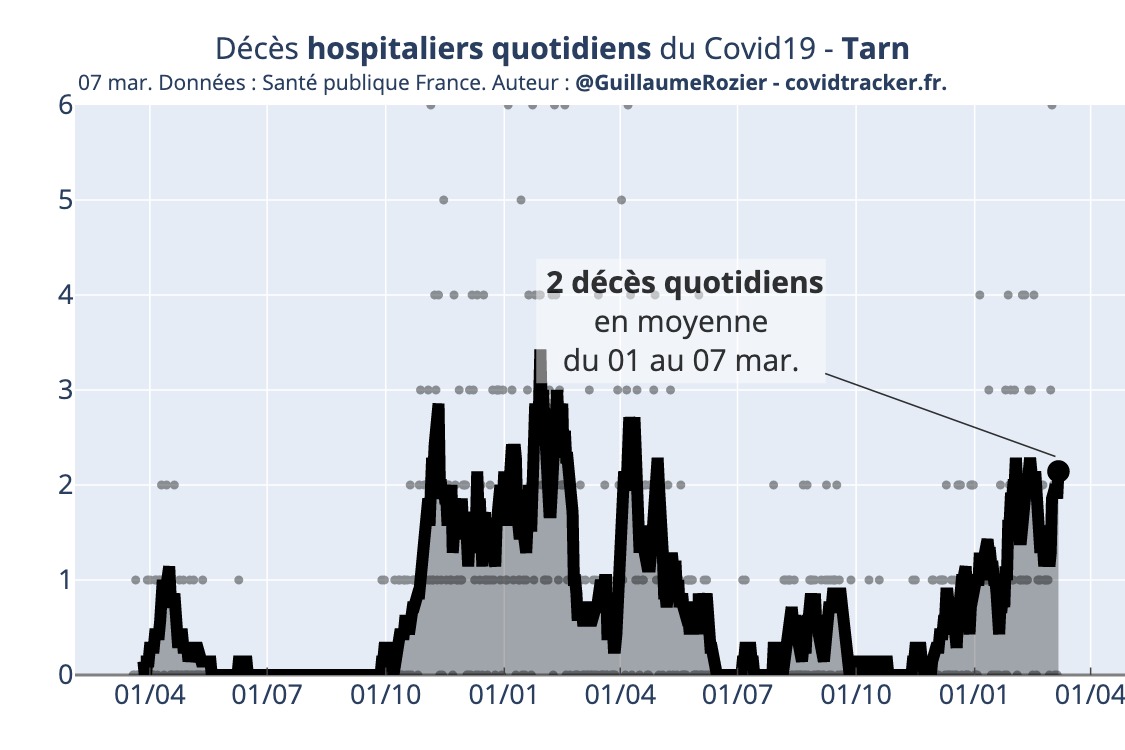 Décès hospitaliers quotidiens du Covid19 - Tarn
07 mar. Données : Santé publique France. Auteur : @GuillaumeRozier - covidtracker.fr.
6
5
4
3
2
1
0
2 décès quotidiens
en moyenne
du 01 au 07 mar.
01/04 01/07 01/10 01/01 01/04 01/07 01/10 01/01 01/04